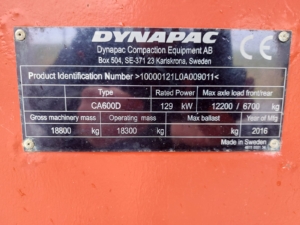 DYNAPAC
Dynapac Compaction Equipment AB
Box 504, SE-371 23 Karlskrona, Sweden
CE
Product Identification Number >10000121L0A009011<
Type Rated Power Max axle load front/rear
CA600D 129 kW 12200 / 6700 kg
Gross machinery mass Operating mass Max ballast Year of Mfg
18800 kg 18300 kg kg 2016
Made in Sweden